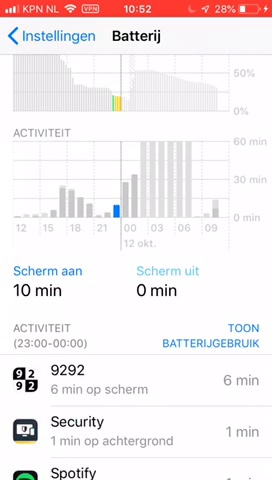 KPN NL VPN 10:52 28%
Instellingen Batterij
50%
0%
ACTIVITEIT
60 min
30 min
0 min
12 15 18 21 00 03 06 09
12 okt.
Scherm aan Scherm uit
10 min 0 min
ACTIVITEIT TOON
(23:00-00:00) BATTERIJGEBRUIK
9292
6 min op scherm 6 min
Security
1 min op achtergrond 1 min
Spotify